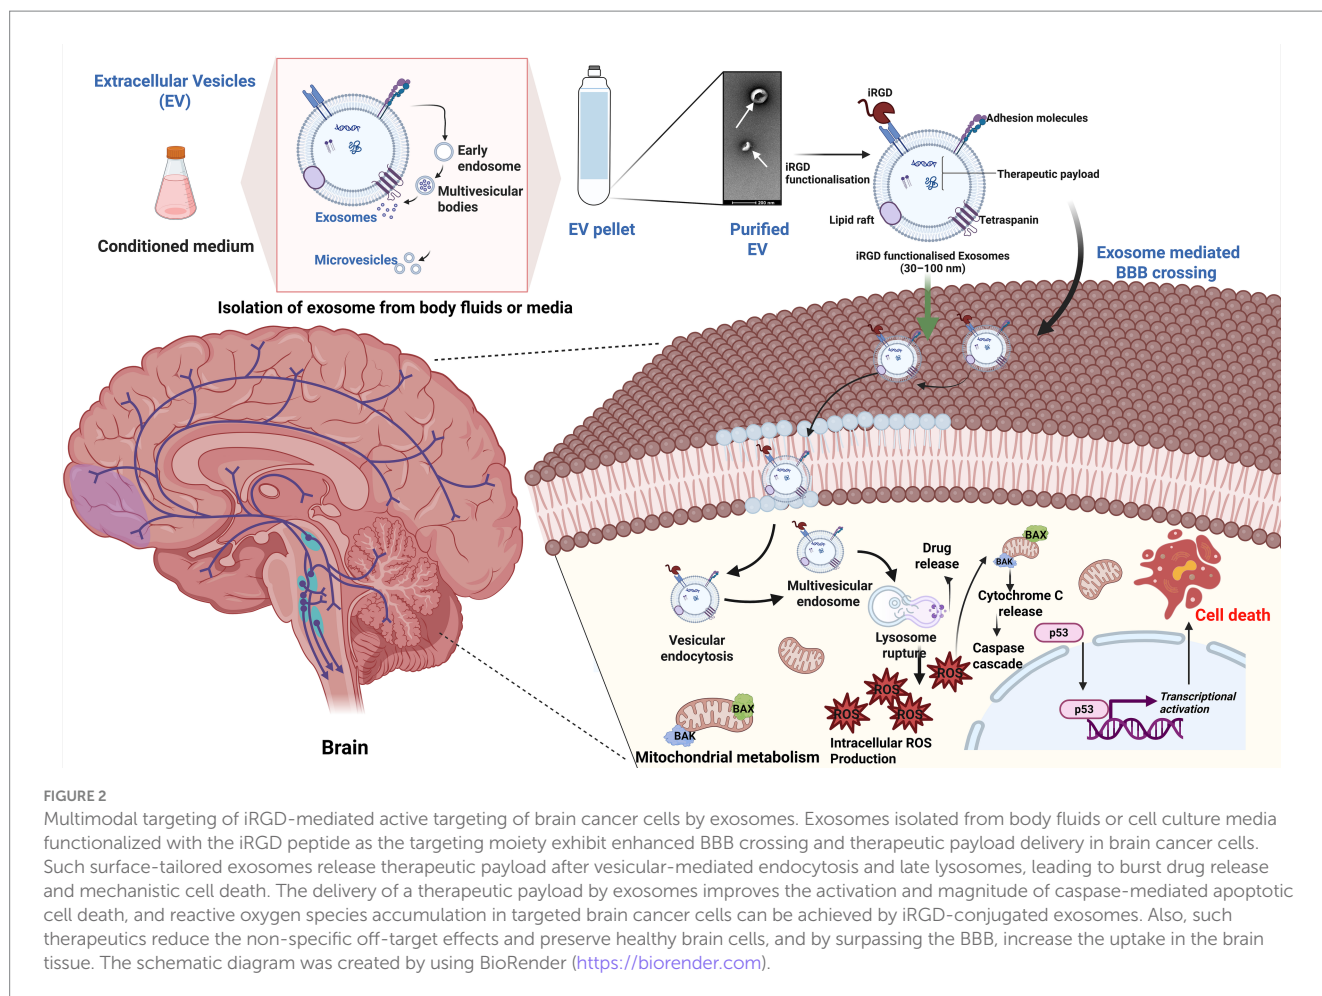 Extracellular Vesicles
(EV)
Conditioned medium
Early
endosome
Multivesicular
bodies
Exosomes
Microvesicles
Isolation of exosome from body fluids or media
EV pellet
200 nm
Purified
EV
iRGD
functionalisation
iRGD
Adhesion molecules
Therapeutic payload
Lipid raft
Tetraspanin
iRGD functionalised Exosomes
(30–100 nm)
Exosome mediated
BBB crossing
Brain
Vesicular
endocytosis
Multivesicular
endosome
Drug
release
Lysosome
rupture
BAX
BAK
Cytochrome C
release
Caspase
cascade
ROS
ROS
ROS
ROS
Intracellular ROS
Production
BAX
BAK
Mitochondrial metabolism
p53
p53
Transcriptional
activation
Cell death
FIGURE 2
Multimodal targeting of iRGD-mediated active targeting of brain cancer cells by exosomes. Exosomes isolated from body fluids or cell culture media
functionalized with the iRGD peptide as the targeting moiety exhibit enhanced BBB crossing and therapeutic payload delivery in brain cancer cells.
Such surface-tailored exosomes release therapeutic payload after vesicular-mediated endocytosis and late lysosomes, leading to burst drug release
and mechanistic cell death. The delivery of a therapeutic payload by exosomes improves the activation and magnitude of caspase-mediated apoptotic
cell death, and reactive oxygen species accumulation in targeted brain cancer cells can be achieved by iRGD-conjugated exosomes. Also, such
therapeutics reduce the non-specific off-target effects and preserve healthy brain cells, and by surpassing the BBB, increase the uptake in the brain
tissue. The schematic diagram was created by using BioRender (https://biorender.com).